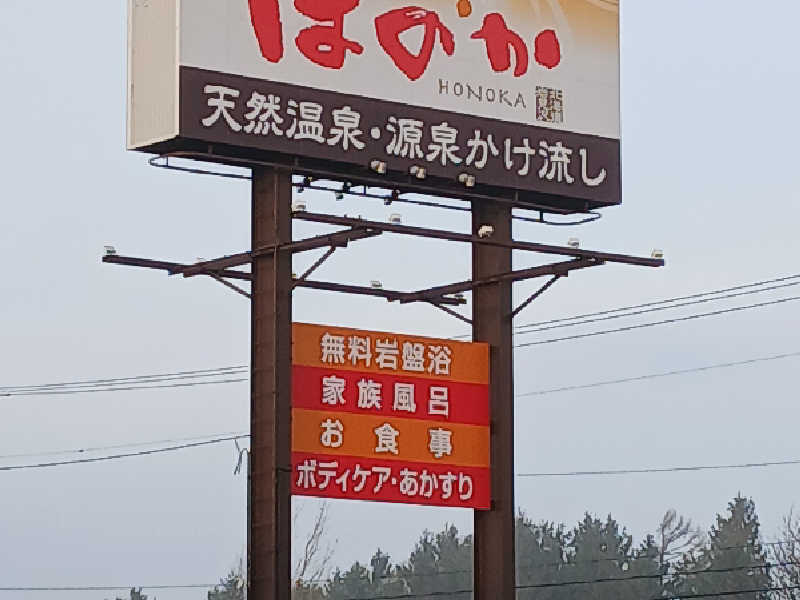 ほのか
HONOKA
天然温泉・源泉かけ流し
無料岩盤浴
家族風呂
お食事
ボディケア・あかすり